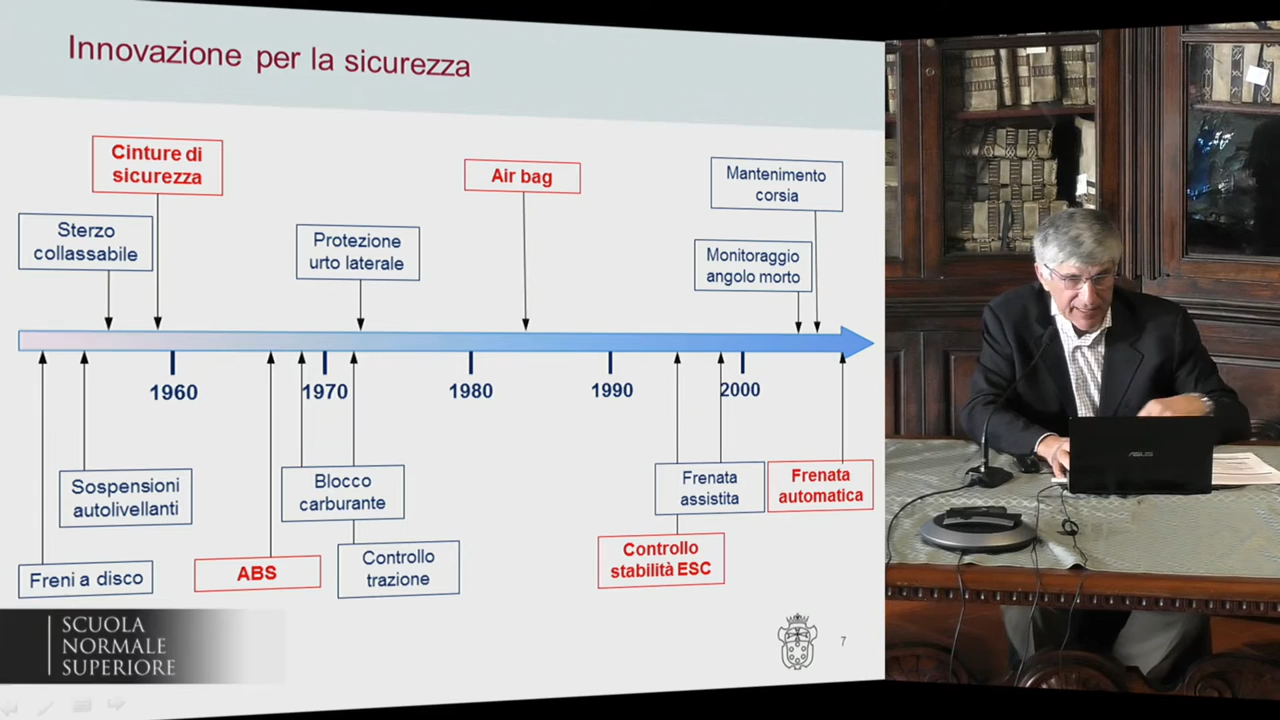 Innovazione per la sicurezza
Cinture di
sicurezza
Air bag
Mantenimento
corsia
Sterzo
collassabile
Protezione
urto laterale
Monitoraggio
angolo morto
1960
1970
1980
1990
2000
Sospensioni
autolivellanti
Blocco
carburante
Frenata
assistita
Frenata
automatica
Freni a disco
ABS
Controllo
trazione
Controllo
stabilità ESC
SCUOLA
NORMALE
SUPERIORE
7
ASUS